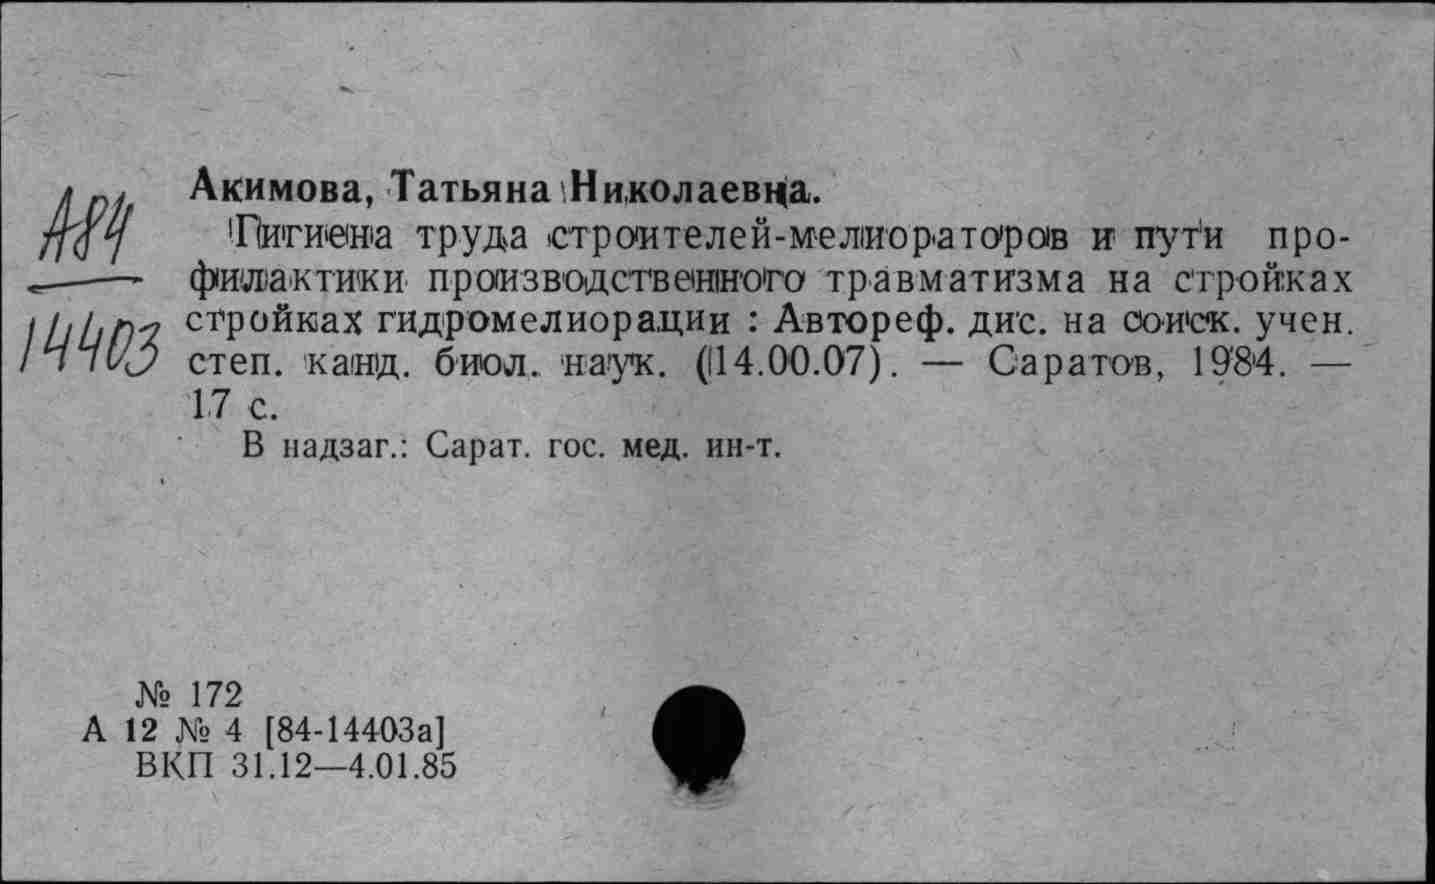 А84
14403
Акимова, Татьяна Николаевна.
Гигиена труда строителей-мелиораторов и пути про-
филактики производственного травматизма на стройках
стройках гидромелиорации : Автореф. дис. на соиск. учен.
степ. канд. биол. наук. (14.00.07). — Саратов, 1984. —
17 с.
В надзаг.: Сарат. гос. мед. ин-т.
№ 172
А 12 № 4 [84-14403а]
ВКП 31.12—4.01.85